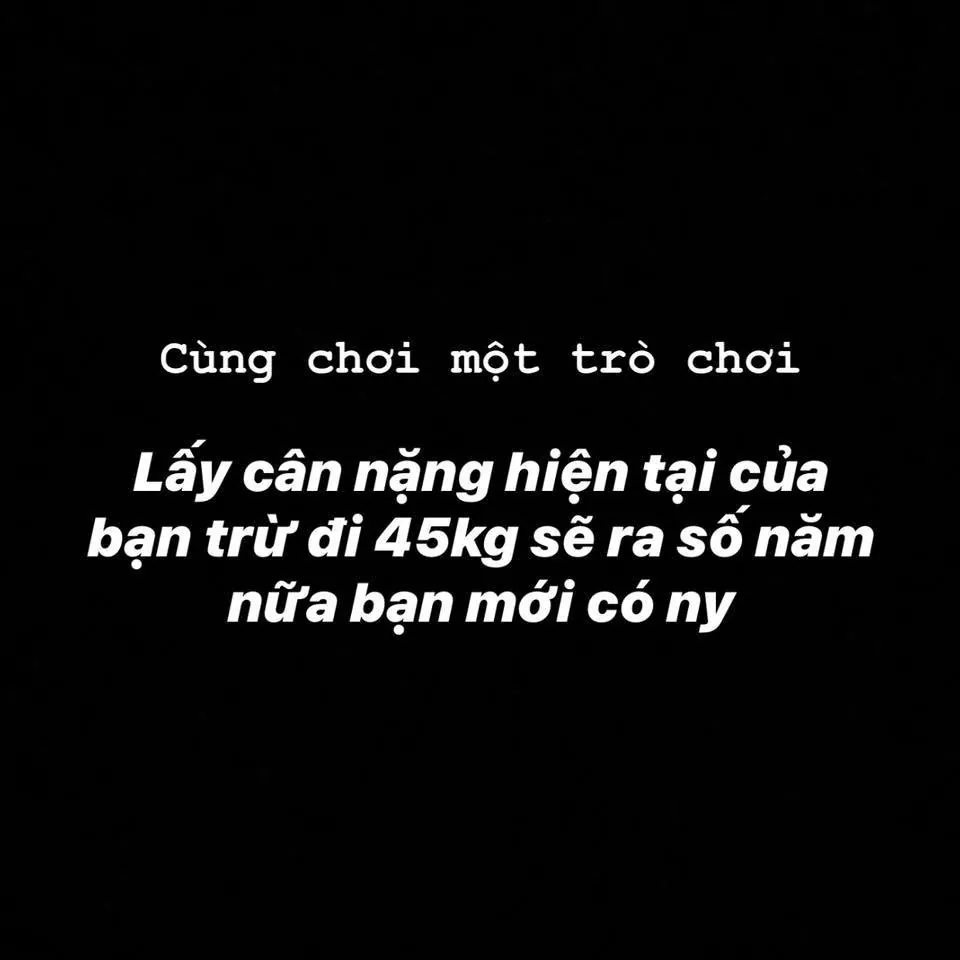 Cùng chơi một trò chơi
Lấy cân nặng hiện tại của
bạn trừ đi 45kg sẽ ra số năm
nữa bạn mới có ny